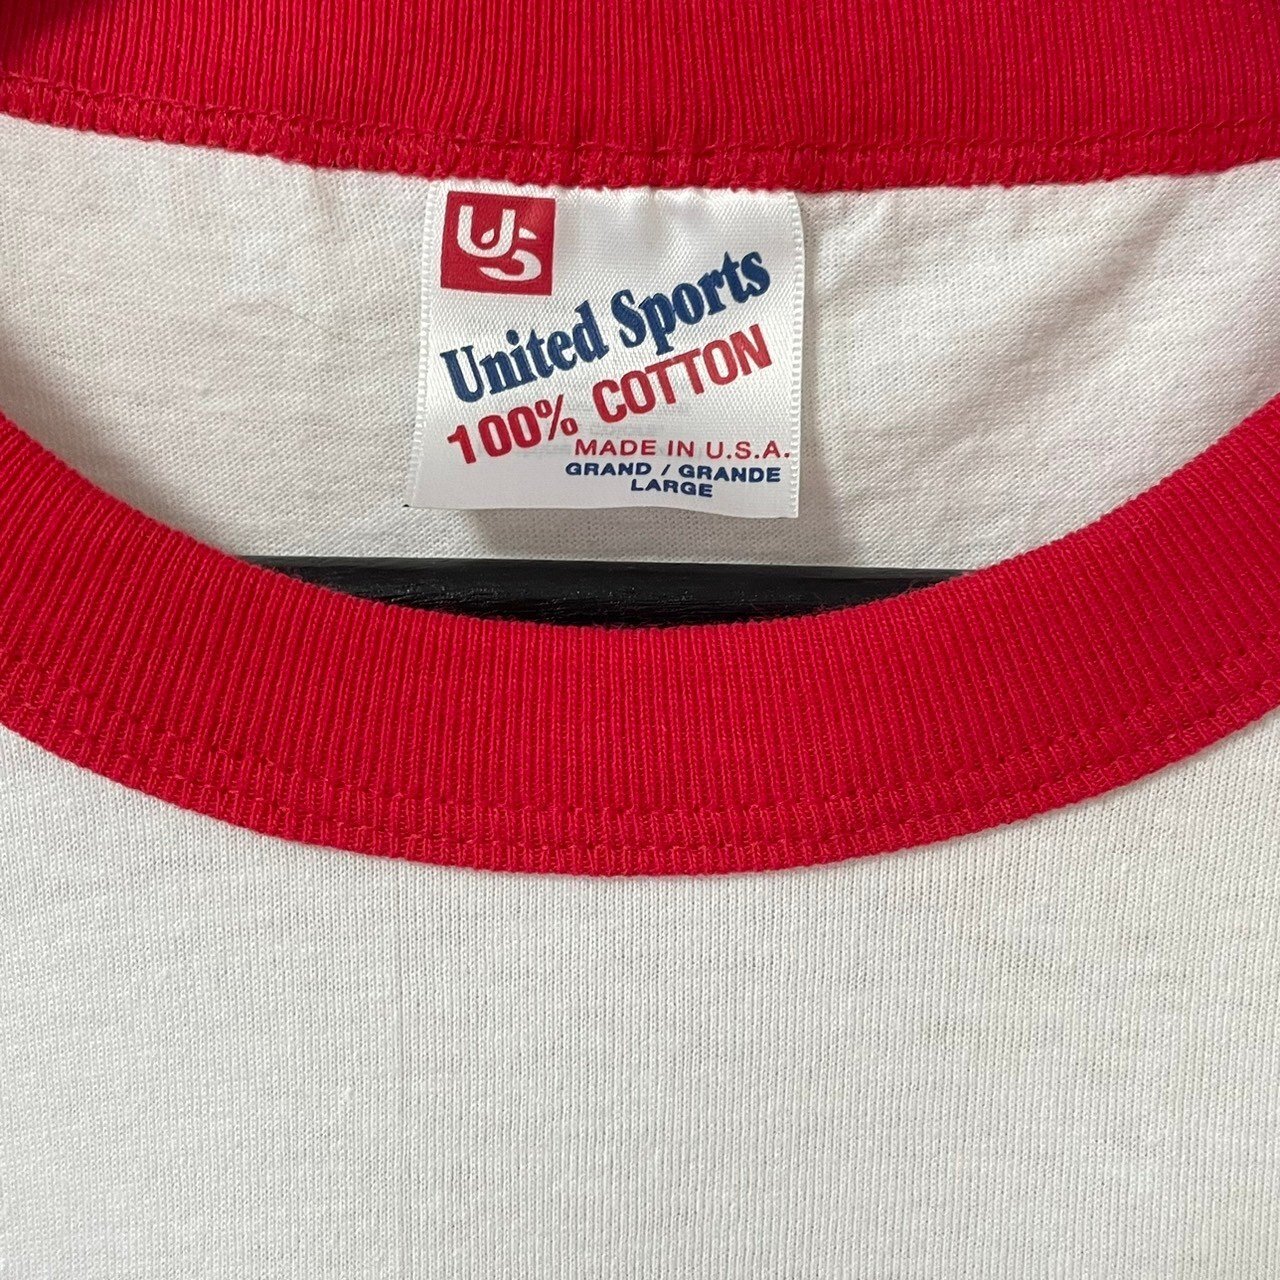 US
United Sports
100% COTTON
MADE IN U.S.A.
GRAND / GRANDE
LARGE